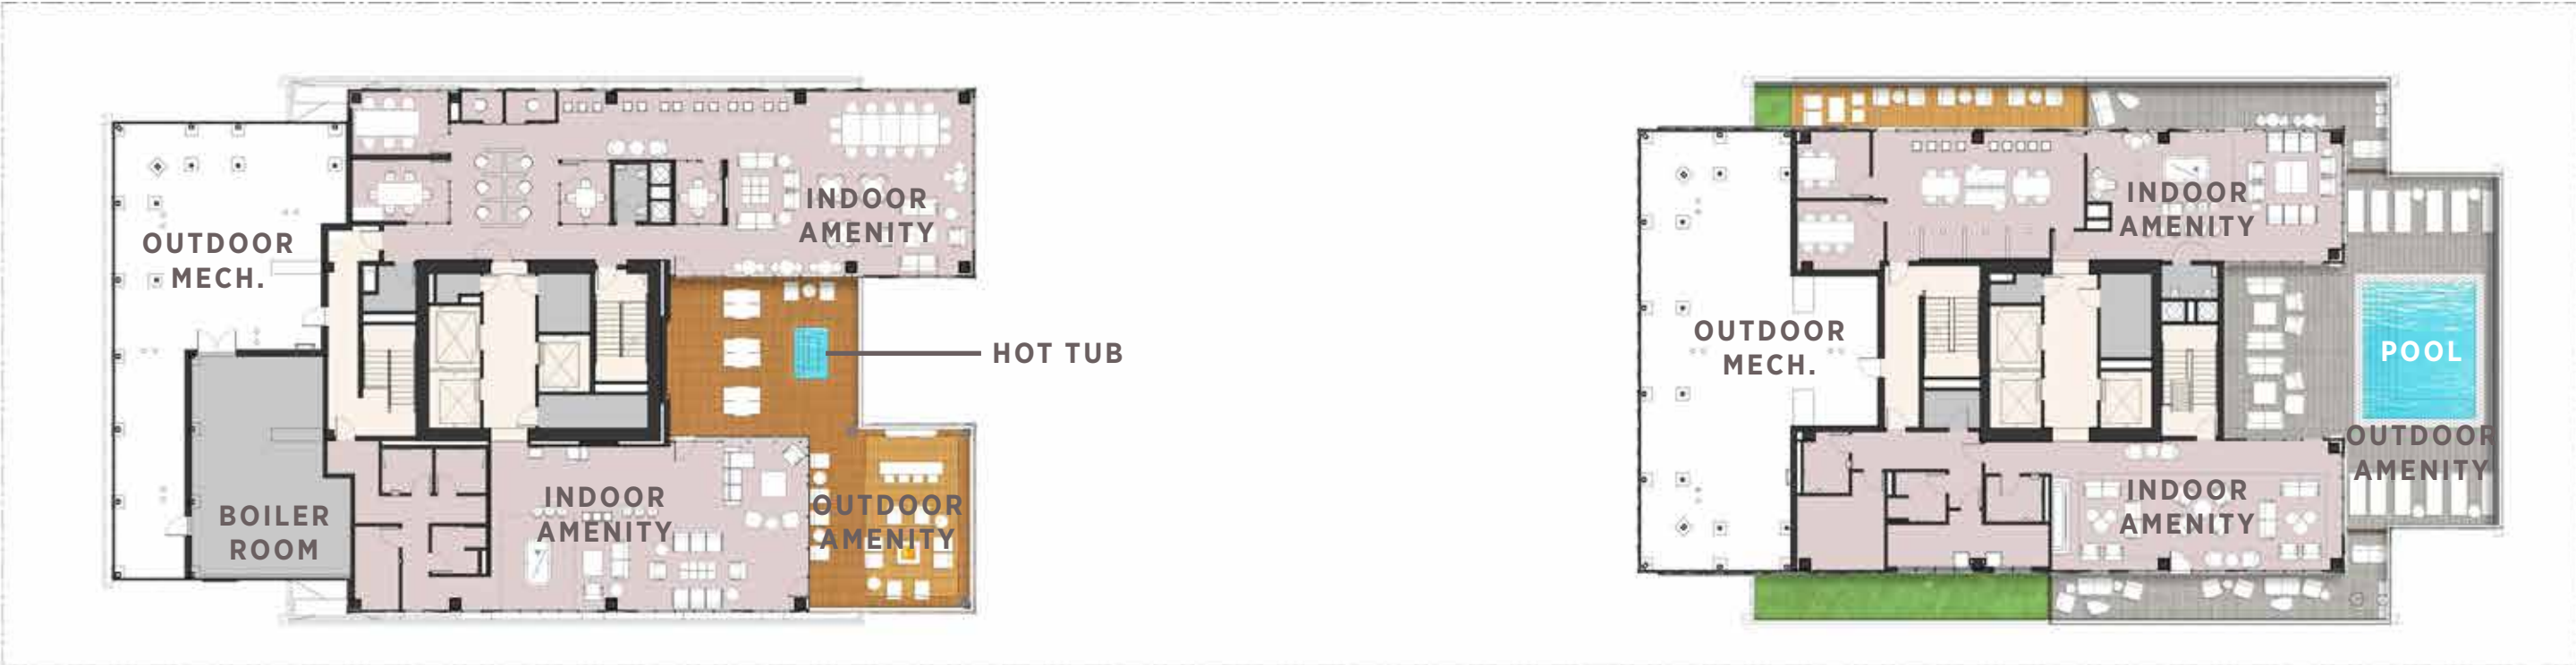 OUTDOOR
MECH.
BOILER
ROOM
INDOOR
AMENITY
INDOOR
AMENITY
OUTDOOR
AMENITY
HOT TUB
OUTDOOR
MECH.
INDOOR
AMENITY
INDOOR
AMENITY
POOL
OUTDOOR
AMENITY